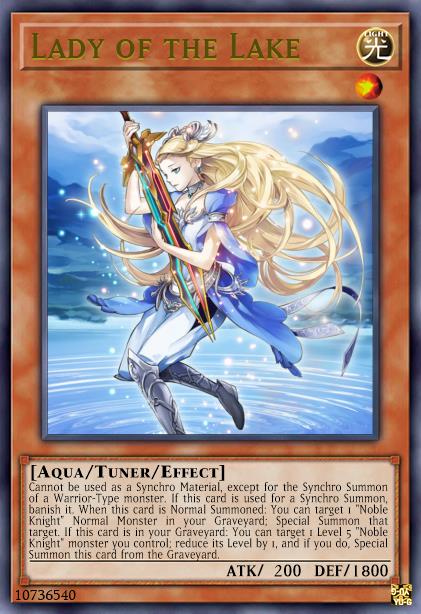 LADY OF THE LAKE
LIGHT
光
[AQUA/TUNER/EFFECT]
Cannot be used as a Synchro Material, except for the Synchro Summon
of a Warrior-Type monster. If this card is used for a Synchro Summon,
banish it. When this card is Normal Summoned: You can target 1 "Noble
Knight" Normal Monster in your Graveyard; Special Summon that
target. If this card is in your Graveyard: You can target 1 Level 5 "Noble
Knight" monster you control; reduce its Level by 1, and if you do, Special
Summon this card from the Graveyard.
ATK/ 200 DEF/1800
10736540